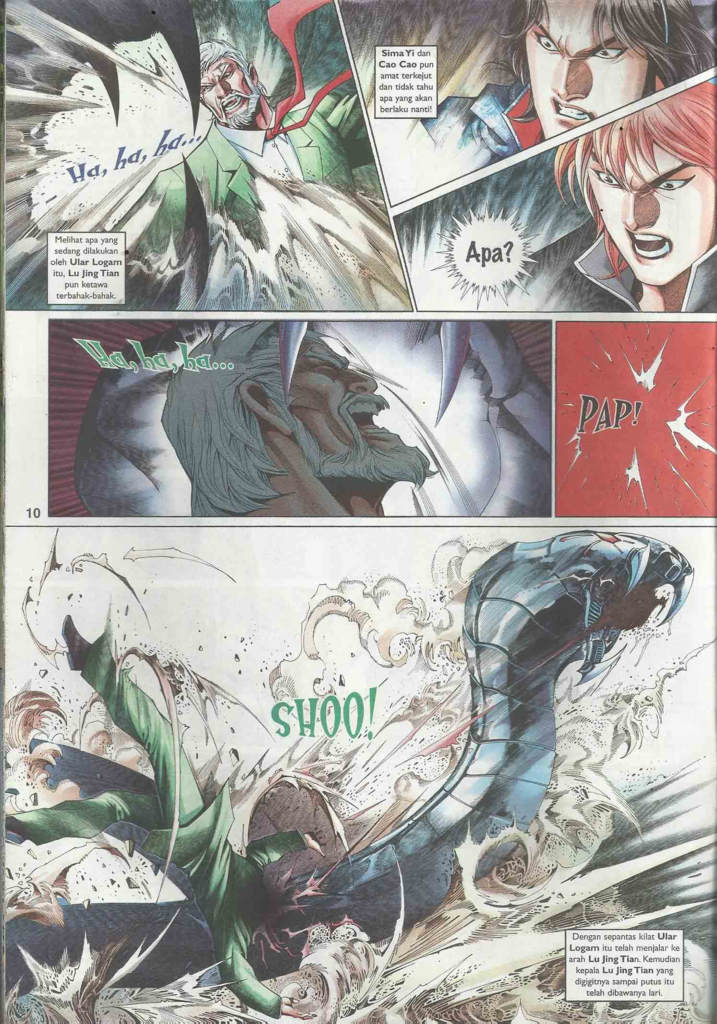 Ha, ha, ha...
Melihat apa yang
sedang dilakukan
oleh Ular Logam
itu, Lu Jing Tian
pun ketawa
terbahak-bahak.
Sima Yi dan
Cao Cao pun
amat terkejut
dan tidak tahu
apa yang akan
berlaku nanti!
Apa?
Ha, ha, ha...
PAP!
10
SHOO!
Dengan sepantas kilat Ular
Logam itu telah menjalar ke
arah Lu Jing Tian. Kemudian
kepala Lu Jing Tian yang
digigitnya sampai putus itu
telah dibawanya lari.